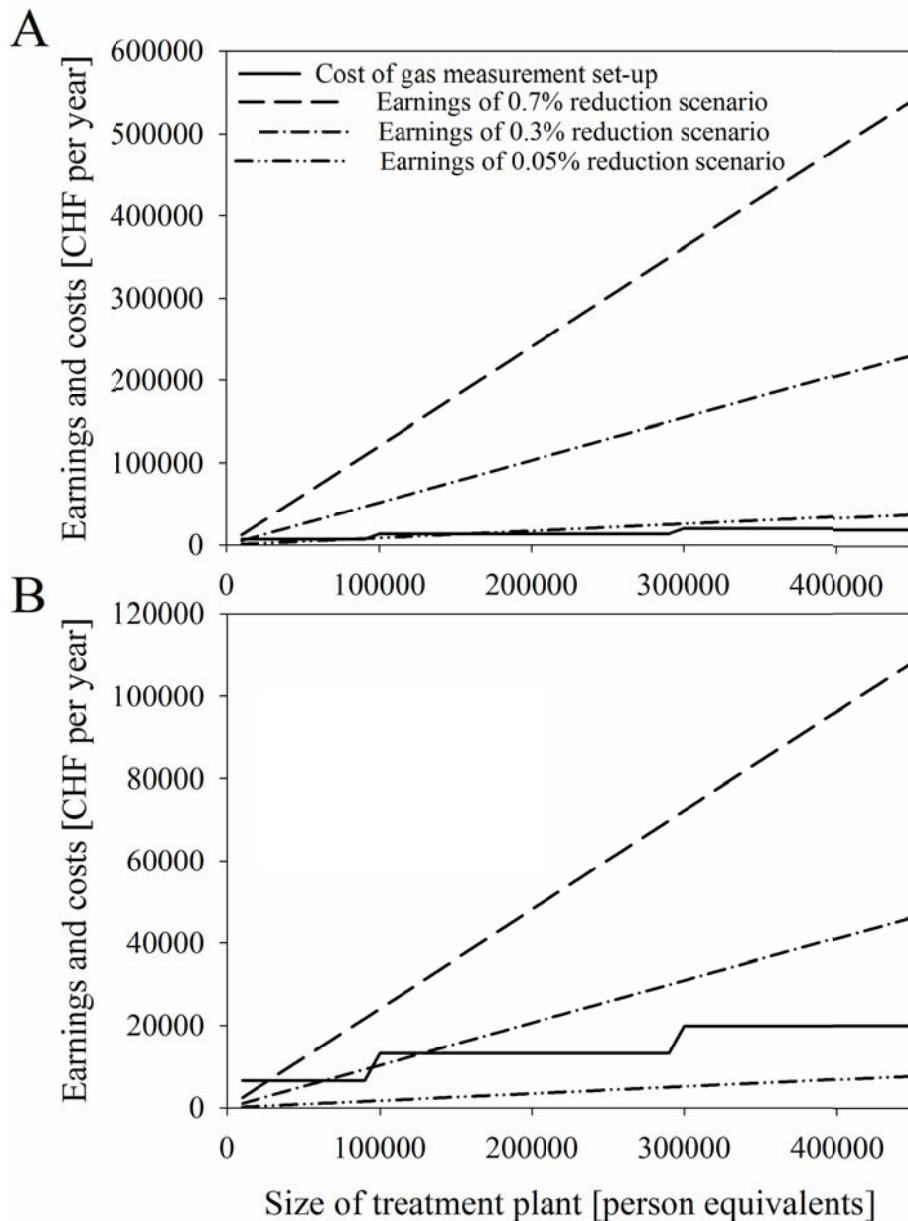 A
Earnings and costs [CHF per year]
600000
500000
400000
300000
200000
100000
0
Cost of gas measurement set-up
Earnings of 0.7% reduction scenario
Earnings of 0.3% reduction scenario
Earnings of 0.05% reduction scenario
0 100000 200000 300000 400000
B
Earnings and costs [CHF per year]
120000
100000
80000
60000
40000
20000
0
0 100000 200000 300000 400000
Size of treatment plant [person equivalents]